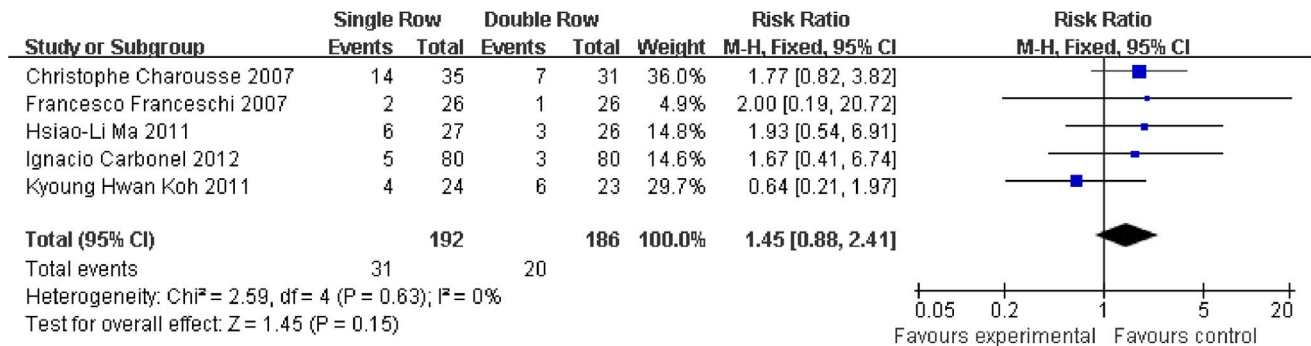 Single Row Double Row Risk Ratio Risk Ratio
Study or Subgroup Events Total Events Total Weight M-H, Fixed, 95% CI M-H, Fixed, 95% CI
Christophe Charousse 2007 14 35 7 31 36.0% 1.77 [0.82, 3.82]
Francesco Franceschi 2007 2 26 1 26 4.9% 2.00 [0.19, 20.72]
Hsiao-Li Ma 2011 6 27 3 26 14.8% 1.93 [0.54, 6.91]
Ignacio Carbonel 2012 5 80 3 80 14.6% 1.67 [0.41, 6.74]
Kyoung Hwan Koh 2011 4 24 6 23 29.7% 0.64 [0.21, 1.97]
Total (95% CI) 192 186 100.0% 1.45 [0.88, 2.41]
Total events 31 20
Heterogeneity: Chi² = 2.59, df = 4 (P = 0.63); I² = 0%
Test for overall effect: Z = 1.45 (P = 0.15)
0.05 0.2 1 5 20
Favours experimental Favours control